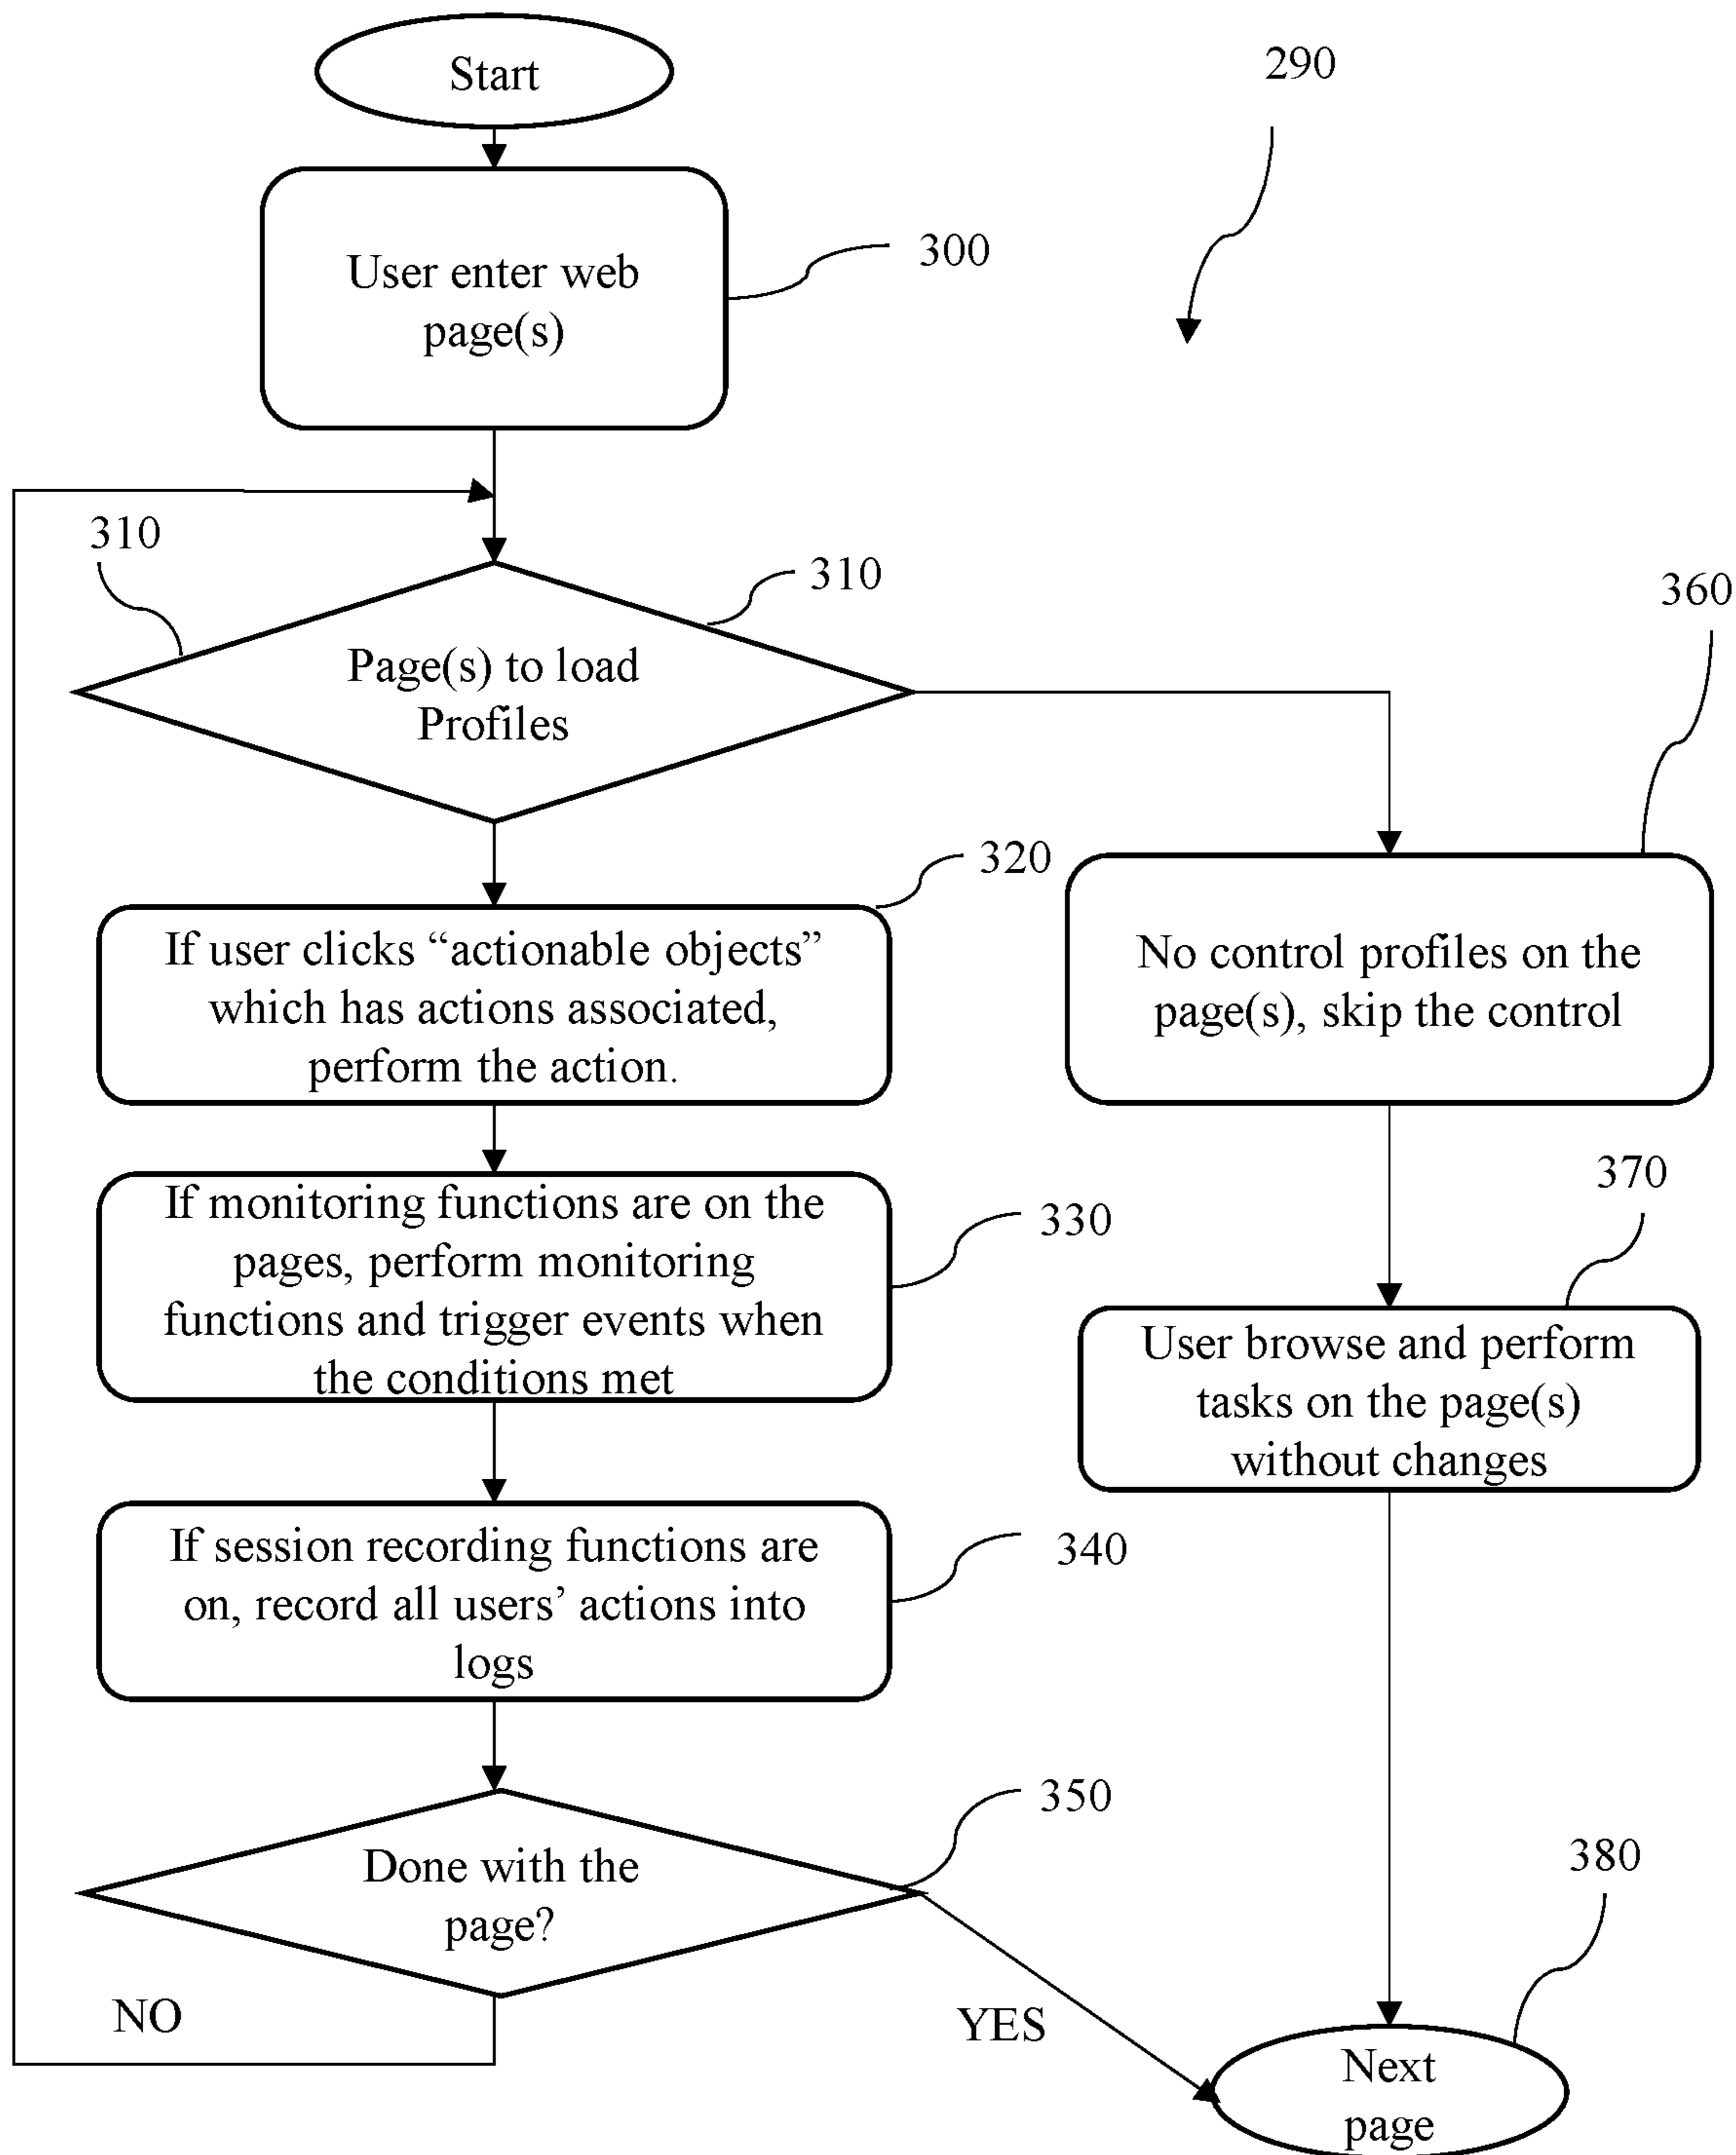 Start
290
User enter web
page(s)
300
310
310
Page(s) to load
Profiles
360
320
If user clicks “actionable objects”
which has actions associated,
perform the action.
No control profiles on the
page(s), skip the control
If monitoring functions are on the
pages, perform monitoring
functions and trigger events when
the conditions met
330
370
User browse and perform
tasks on the page(s)
without changes
If session recording functions are
on, record all users’ actions into
logs
340
350
Done with the
page?
380
NO
YES
Next
page